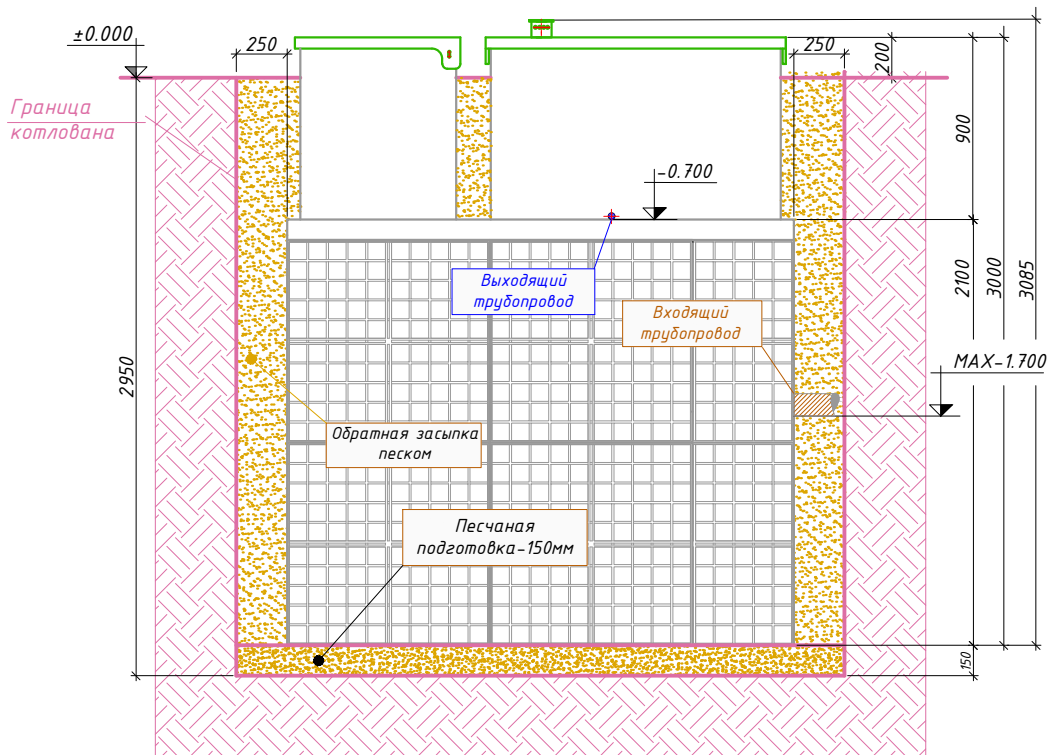 ±0.000
250
250
200
Граница
котлована
900
-0.700
Выходящий
трубопровод
Входящий
трубопровод
2100
3000
3085
2950
MAX-1.700
Обратная засыпка
песком
Песчаная
подготовка-150мм
150